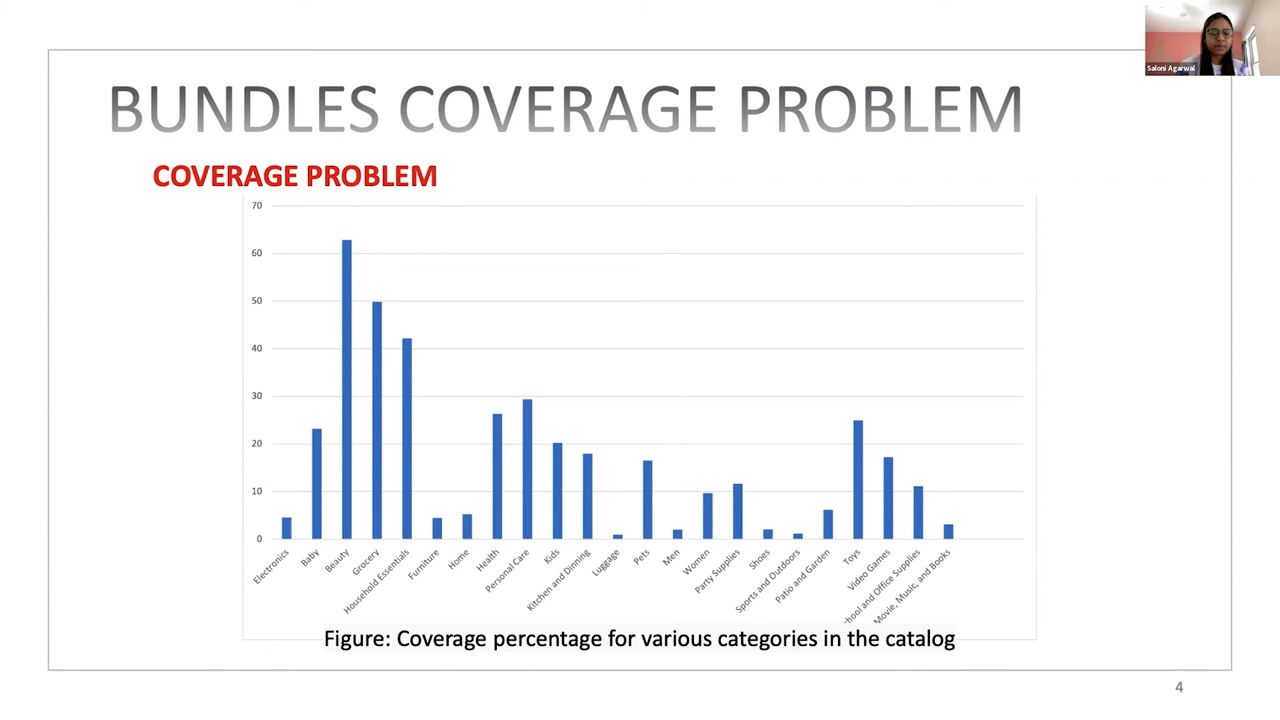 Saloni Agarwal
BUNDLES COVERAGE PROBLEM
COVERAGE PROBLEM
70
60
50
40
30
20
10
0
Electronics
Baby
Beauty
Grocery
Household Essentials
Furniture
Home
Health
Personal Care
Kids
Kitchen and Dinning
Luggage
Pets
Men
Women
Party Supplies
Shoes
Sports and Outdoors
Patio and Garden
Toys
Video Games
chool and Office Supplies
Movie, Music, and Books
Figure: Coverage percentage for various categories in the catalog
4